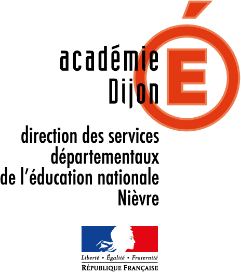 académie
Dijon
É
direction des services
départementaux
de l'éducation nationale
Nièvre
Liberté • Égalité • Fraternité
RÉPUBLIQUE FRANÇAISE